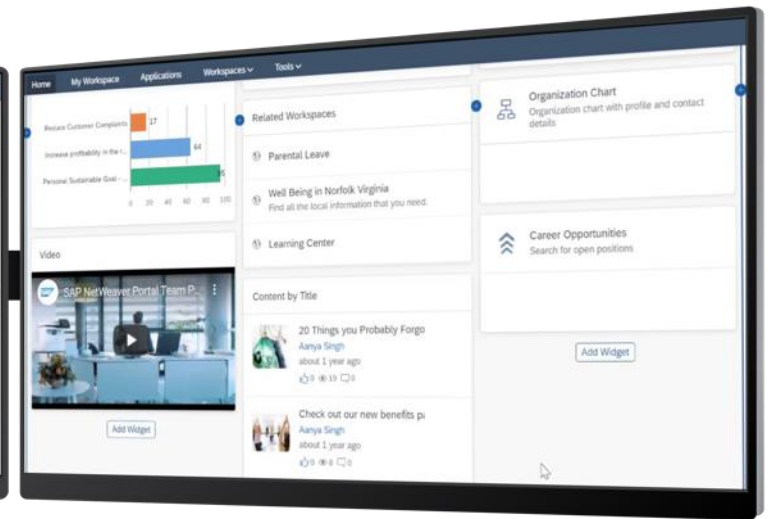 Home
My Workspace
Applications
Workspaces
Tools
Reduce Customer Complaints
17
Increase profitability in the r...
64
Personal Sustainable Goal - ...
95
0 20 40 60 80 100
Video
SAP
SAP NetWeaver Portal Team P...
Add Widget
Related Workspaces
Parental Leave
Well Being in Norfolk Virginia
Find all the local information that you need.
Learning Center
Content by Title
20 Things you Probably Forgo
Aanya Singh
about 1 year ago
0 19 0
Check out our new benefits pa
Aanya Singh
about 1 year ago
0 8 0
Organization Chart
Organization chart with profile and contact
details
Career Opportunities
Search for open positions
Add Widget